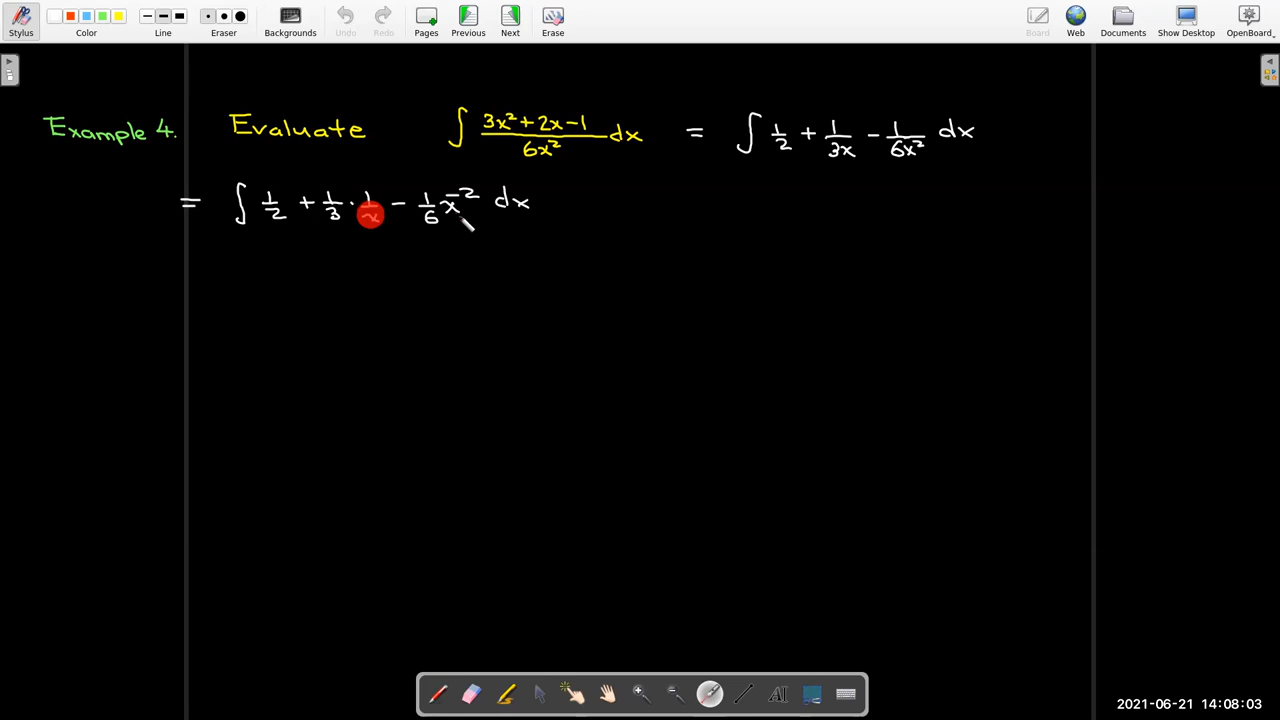 Stylus Color Line Eraser Backgrounds Undo Redo Pages Previous Next Erase Board Web Documents Show Desktop OpenBoard
Example 4. Evaluate ∫ (3x² + 2x - 1)/(6x²) dx = ∫ 1/2 + 1/(3x) - 1/(6x²) dx
= ∫ 1/2 + 1/3 · 1/x - 1/6 x⁻² dx
AI
2021-06-21 14:08:03